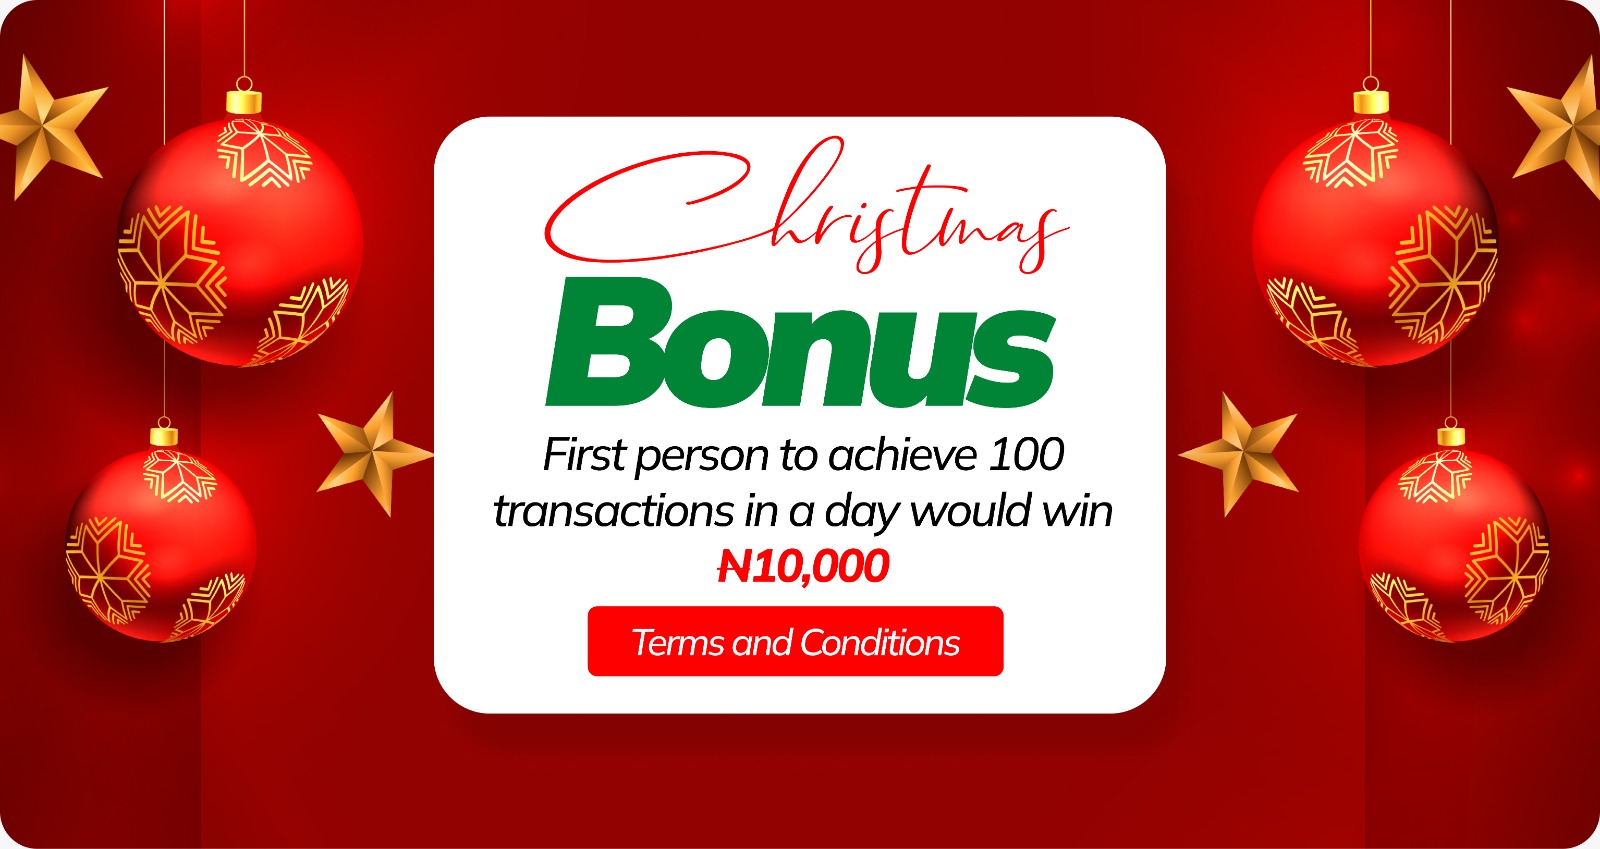 Christmas
Bonus
First person to achieve 100
transactions in a day would win
₦10,000
Terms and Conditions